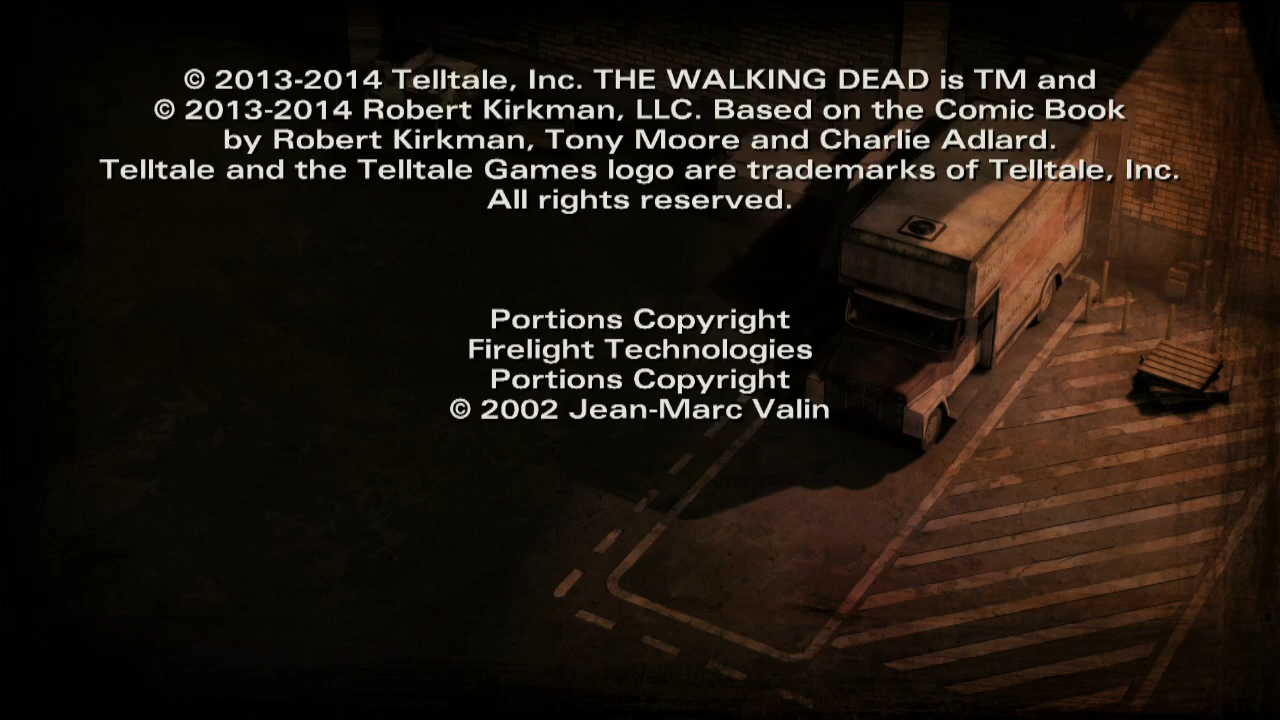 © 2013-2014 Telltale, Inc. THE WALKING DEAD is TM and
© 2013-2014 Robert Kirkman, LLC. Based on the Comic Book
by Robert Kirkman, Tony Moore and Charlie Adlard.
Telltale and the Telltale Games logo are trademarks of Telltale, Inc.
All rights reserved.
Portions Copyright
Firelight Technologies
Portions Copyright
© 2002 Jean-Marc Valin